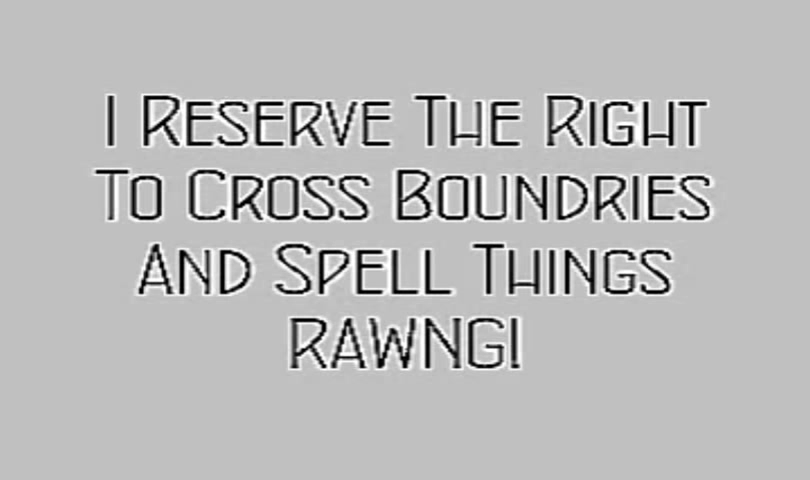 I Reserve The Right
To Cross Boundries
And Spell Things
RAWNG!